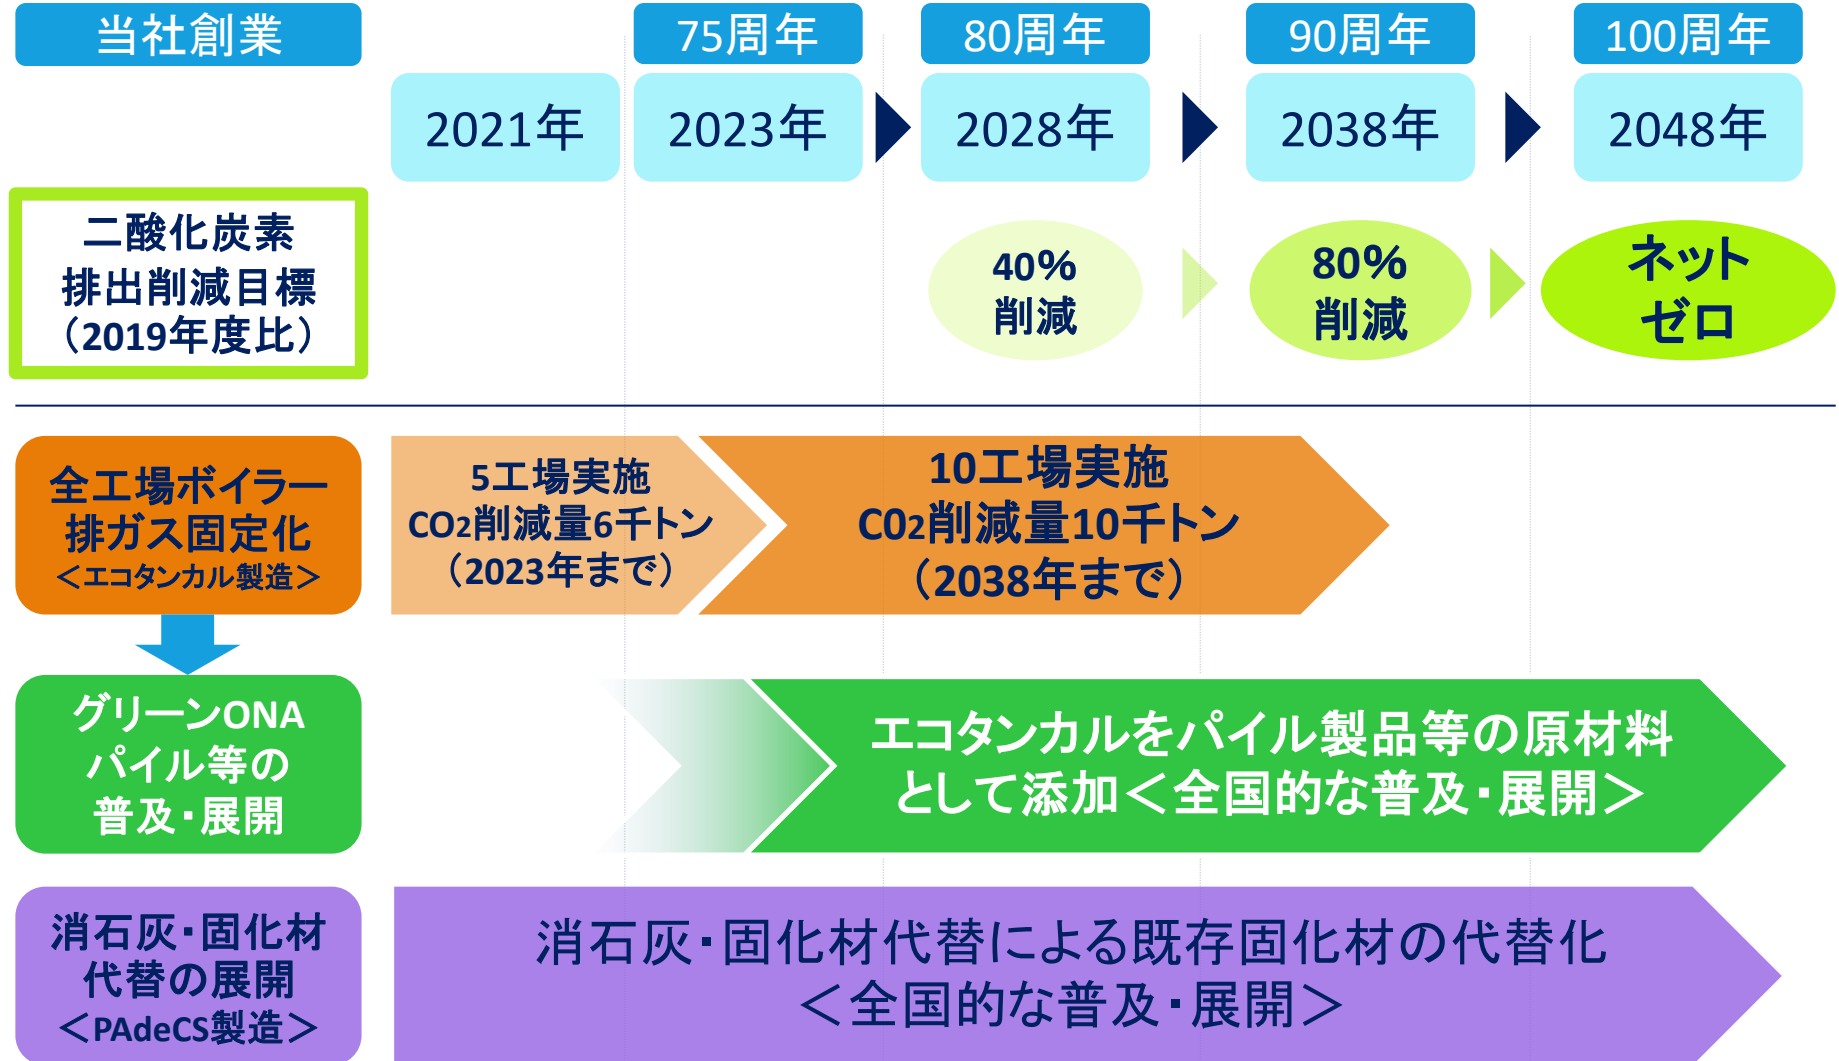 当社創業
75周年
80周年
90周年
100周年
2021年
2023年
2028年
2038年
2048年
二酸化炭素
排出削減目標
（2019年度比）
40%
削減
80%
削減
ネット
ゼロ
全工場ボイラー
排ガス固定化
＜エコタンカル製造＞
5工場実施
CO2削減量6千トン
（2023年まで）
10工場実施
C02削減量10千トン
（2038年まで）
グリーンONA
パイル等の
普及・展開
エコタンカルをパイル製品等の原材料
として添加＜全国的な普及・展開＞
消石灰・固化材
代替の展開
＜PAdeCS製造＞
消石灰・固化材代替による既存固化材の代替化
＜全国的な普及・展開＞